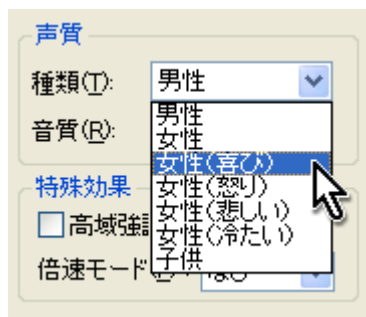 声質
種類(T):
男性
音質(R):
男性
女性
女性(喜び)
女性(怒り)
女性(悲しい)
女性(冷たい)
子供
特殊効果
高域強
倍速モード